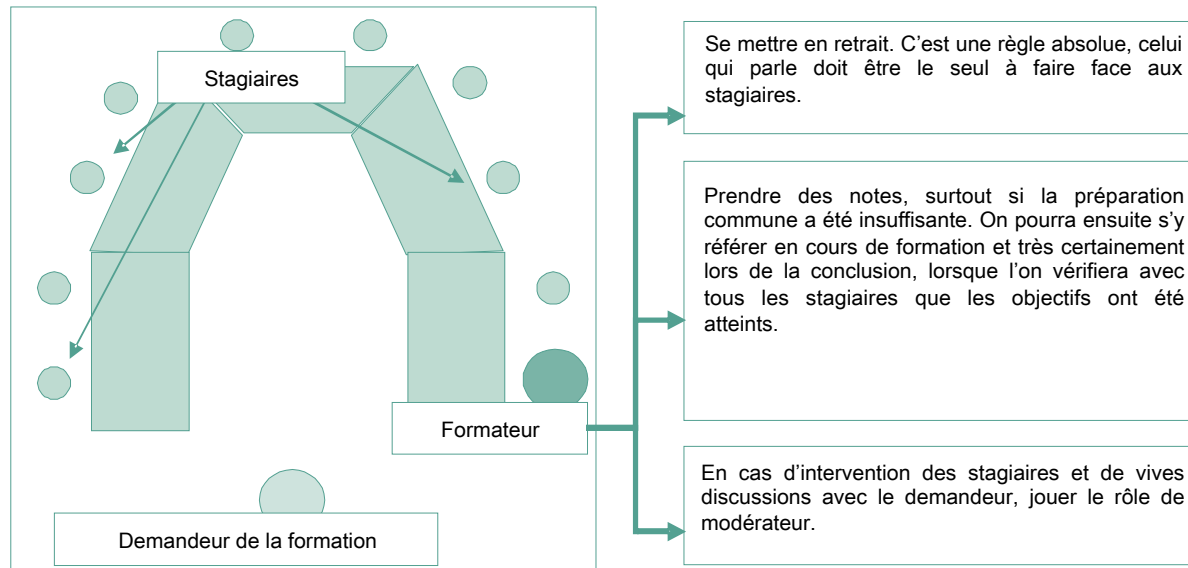 Stagiaires
Formateur
Demandeur de la formation
Se mettre en retrait. C’est une règle absolue, celui
qui parle doit être le seul à faire face aux
stagiaires.
Prendre des notes, surtout si la préparation
commune a été insuffisante. On pourra ensuite s’y
référer en cours de formation et très certainement
lors de la conclusion, lorsque l’on vérifiera avec
tous les stagiaires que les objectifs ont été
atteints.
En cas d’intervention des stagiaires et de vives
discussions avec le demandeur, jouer le rôle de
modérateur.